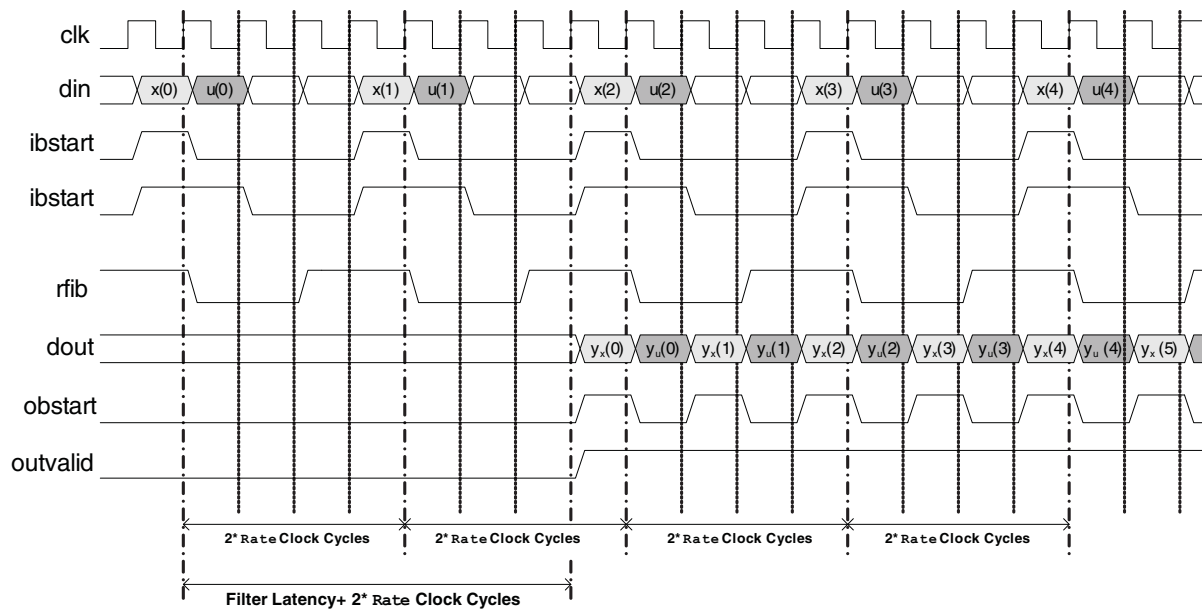 clk
din x(0) u(0) x(1) u(1) x(2) u(2) x(3) u(3) x(4) u(4)
ibstart
ibstart
rfib
dout yx(0) yu(0) yx(1) yu(1) yx(2) yu(2) yx(3) yu(3) yx(4) yu (4) yx (5)
obstart
outvalid
2* Rate Clock Cycles 2* Rate Clock Cycles 2* Rate Clock Cycles 2* Rate Clock Cycles
Filter Latency+ 2* Rate Clock Cycles